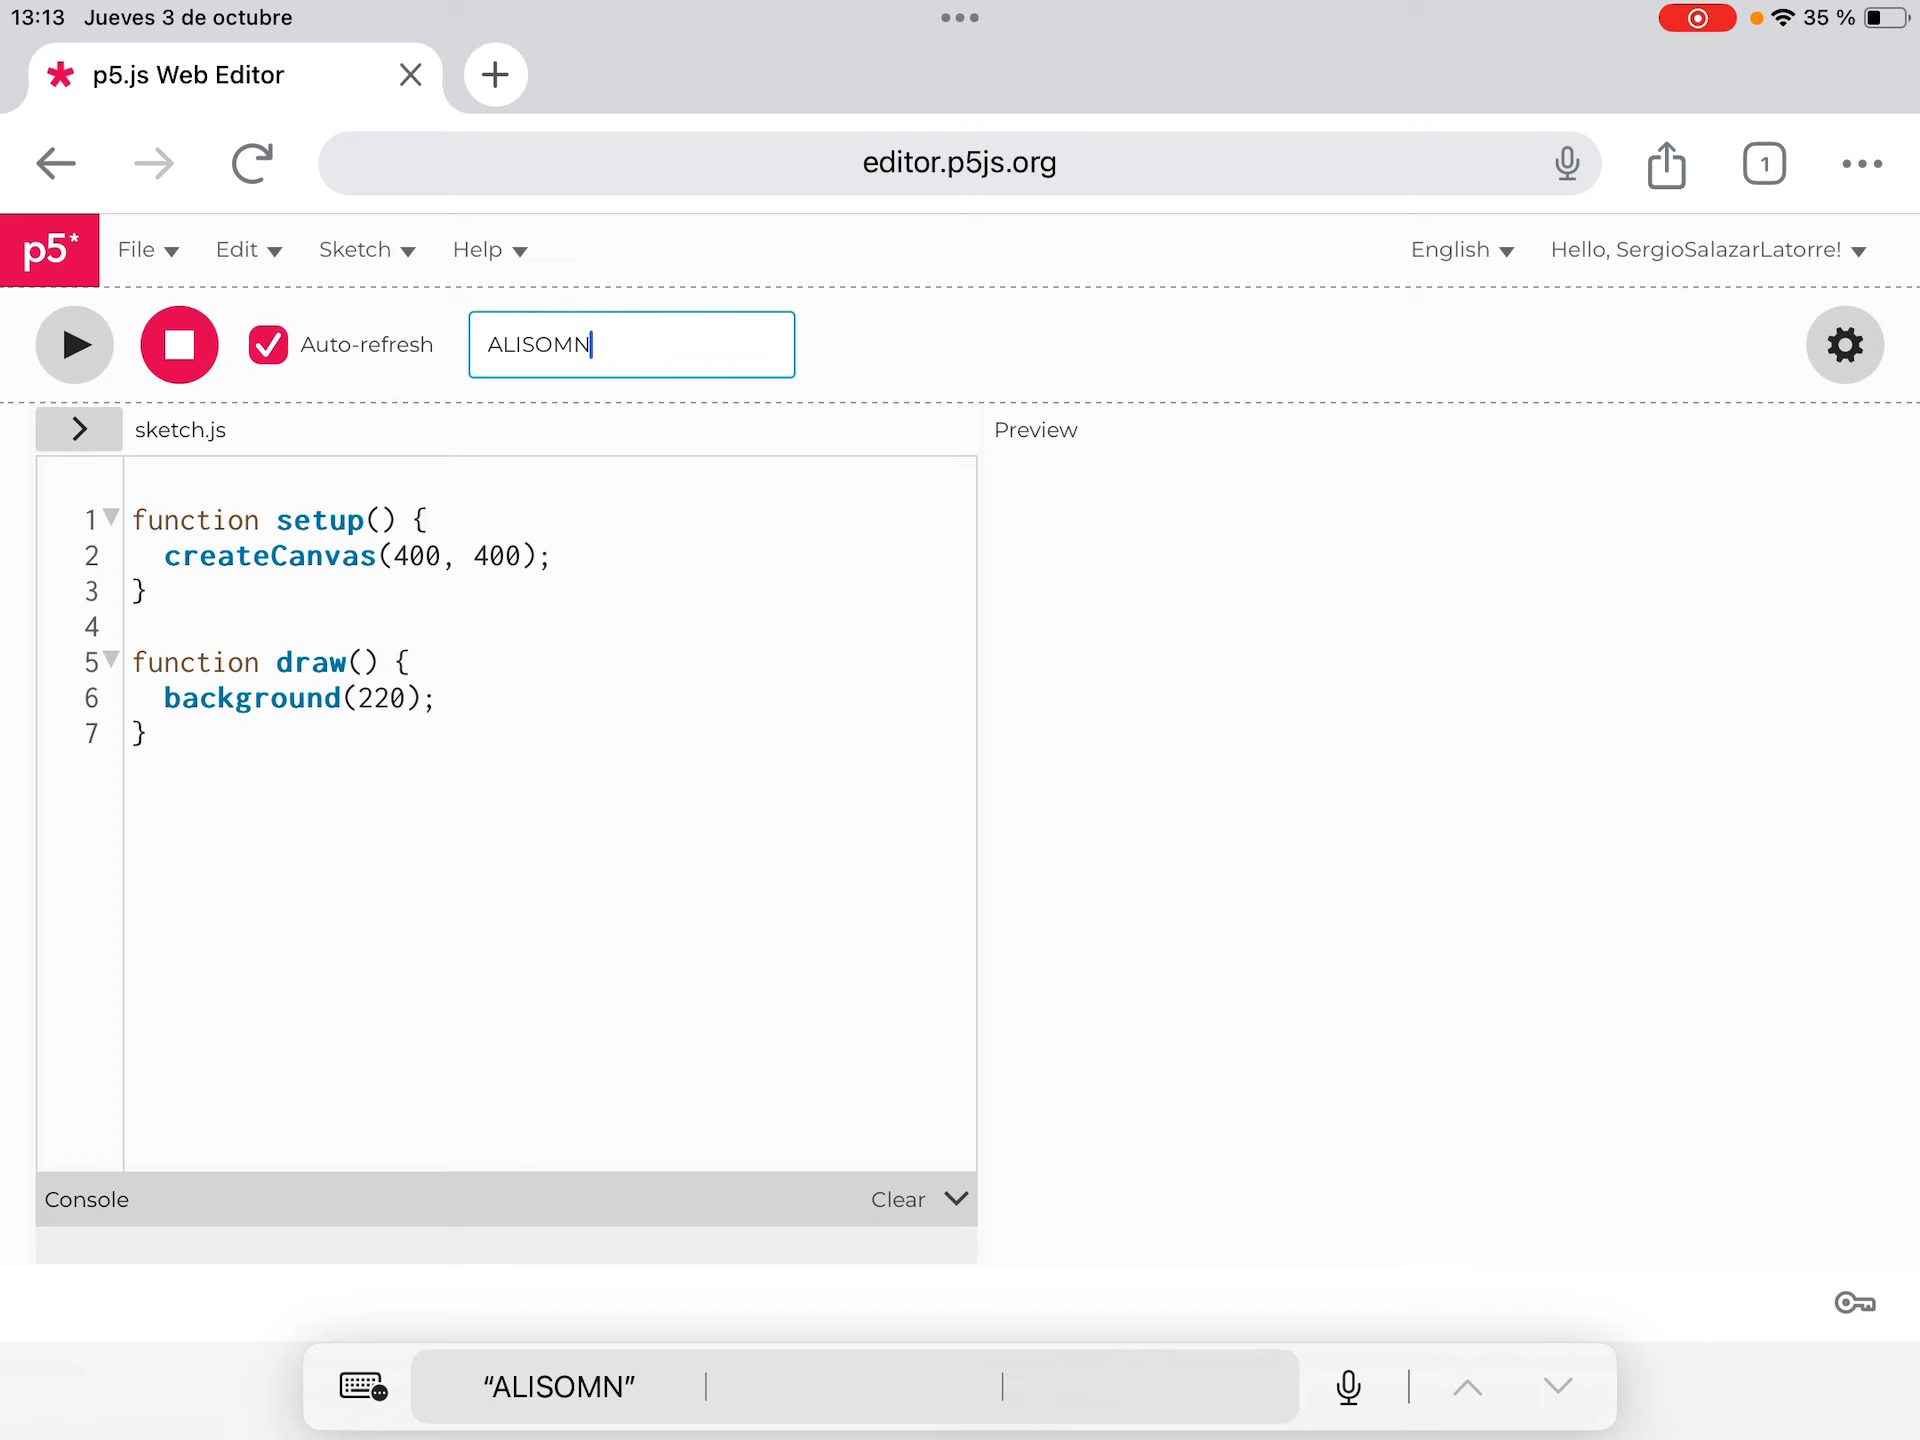 13:13 Jueves 3 de octubre
35 %
p5.js Web Editor
editor.p5js.org
1
p5*
File Edit Sketch Help
English Hello, SergioSalazarLatorre!
Auto-refresh ALISOMN
sketch.js
Preview
1 function setup() {
2 createCanvas(400, 400);
3 }
4
5 function draw() {
6 background(220);
7 }
Console Clear
“ALISOMN”